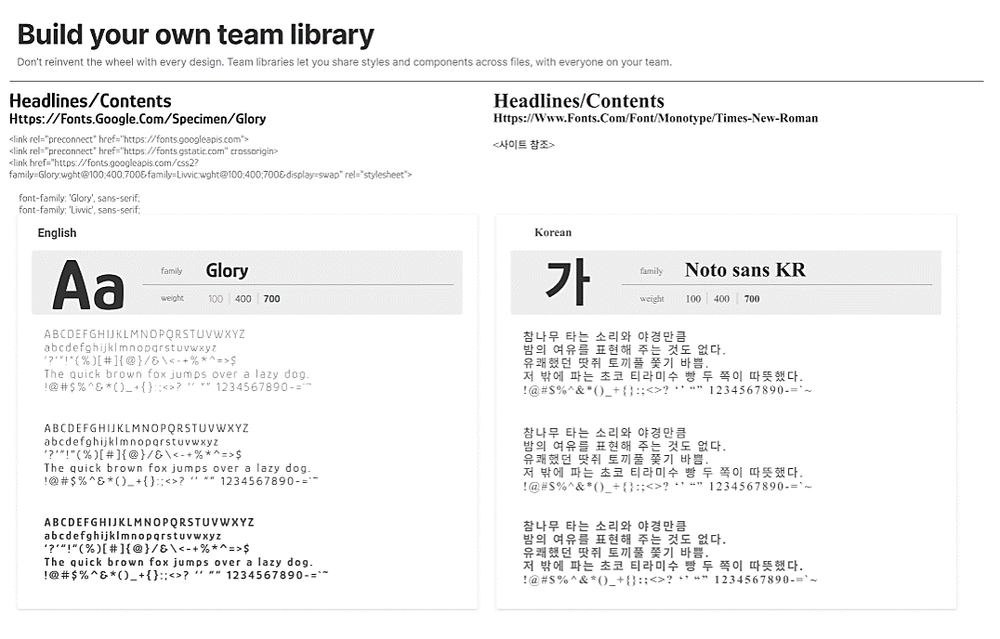 Build your own team library
Don't reinvent the wheel with every design. Team libraries let you share styles and components across files, with everyone on your team.
Headlines/Contents
Https://Fonts.Google.Com/Specimen/Glory
<link rel="preconnect" href="https://fonts.googleapis.com">
<link rel="preconnect" href="https://fonts.gstatic.com" crossorigin>
<link href="https://fonts.googleapis.com/css2?
family=Glory:wght@100;400;700&family=Livvic:wght@100;400;700&display=swap" rel="stylesheet">
font-family: 'Glory', sans-serif;
font-family: 'Livvic', sans-serif;
English
Aa
family Glory
weight 100 400 700
ABCDEFGHIJKLMNOPQRSTUVWXYZ
abcdefghijklmnopqrstuvwxyz
‘?’“!”(%)[#]{@}/&\<-+%*^=>$
The quick brown fox jumps over a lazy dog.
!@#$%^&*()_+{}:;<>? ‘’ “” 1234567890-=`~
ABCDEFGHIJKLMNOPQRSTUVWXYZ
abcdefghijklmnopqrstuvwxyz
‘?’“!”(%)[#]{@}/&\<-+%*^=>$
The quick brown fox jumps over a lazy dog.
!@#$%^&*()_+{}:;<>? ‘’ “” 1234567890-=`~
ABCDEFGHIJKLMNOPQRSTUVWXYZ
abcdefghijklmnopqrstuvwxyz
‘?’“!”(%)[#]{@}/&\<-+%*^=>$
The quick brown fox jumps over a lazy dog.
!@#$%^&*()_+{}:;<>? ‘’ “” 1234567890-=`~
Headlines/Contents
Https://Www.Fonts.Com/Font/Monotype/Times-New-Roman
<사이트 참조>
Korean
가
family Noto sans KR
weight 100 400 700
참나무 타는 소리와 야경만큼
밤의 여유를 표현해 주는 것도 없다.
유쾌했던 땃쥐 토끼풀 쫓기 바쁨.
저 밖에 파는 초코 티라미수 빵 두 쪽이 따뜻했다.
!@#$%^&*()_+{}:;<>? ‘’ “” 1234567890-=`~
참나무 타는 소리와 야경만큼
밤의 여유를 표현해 주는 것도 없다.
유쾌했던 땃쥐 토끼풀 쫓기 바쁨.
저 밖에 파는 초코 티라미수 빵 두 쪽이 따뜻했다.
!@#$%^&*()_+{}:;<>? ‘’ “” 1234567890-=`~
참나무 타는 소리와 야경만큼
밤의 여유를 표현해 주는 것도 없다.
유쾌했던 땃쥐 토끼풀 쫓기 바쁨.
저 밖에 파는 초코 티라미수 빵 두 쪽이 따뜻했다.
!@#$%^&*()_+{}:;<>? ‘’ “” 1234567890-=`~